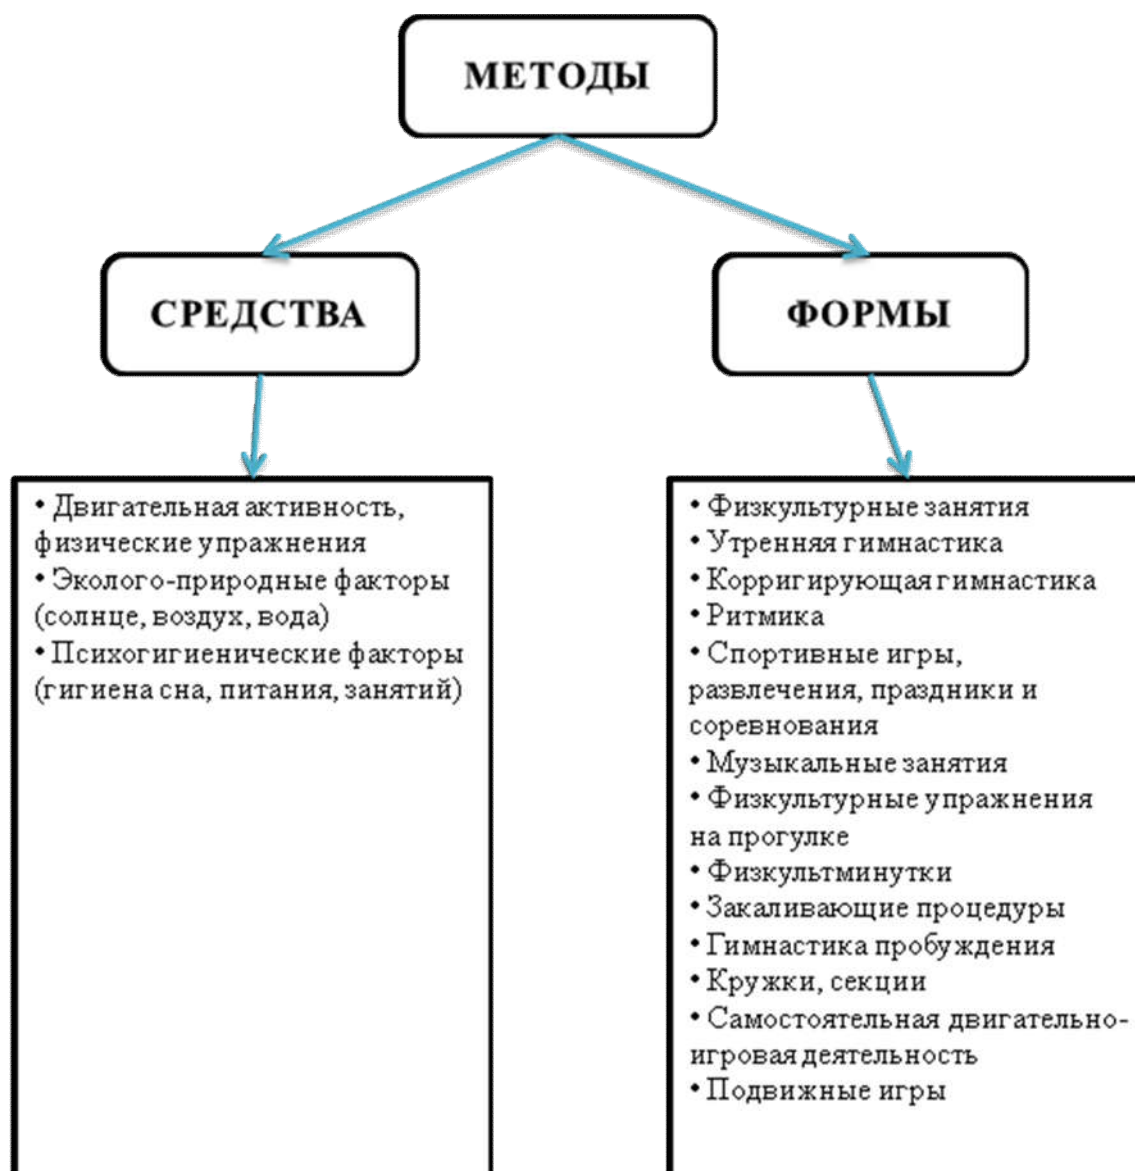 МЕТОДЫ
СРЕДСТВА
ФОРМЫ
• Двигательная активность,
физические упражнения
• Эколого-природные факторы
(солнце, воздух, вода)
• Психогигиенические факторы
(гигиена сна, питания, занятий)
• Физкультурные занятия
• Утренняя гимнастика
• Корригирующая гимнастика
• Ритмика
• Спортивные игры,
развлечения, праздники и
соревнования
• Музыкальные занятия
• Физкультурные упражнения
на прогулке
• Физкультминутки
• Закаливающие процедуры
• Гимнастика пробуждения
• Кружки, секции
• Самостоятельная двигательно-
игровая деятельность
• Подвижные игры